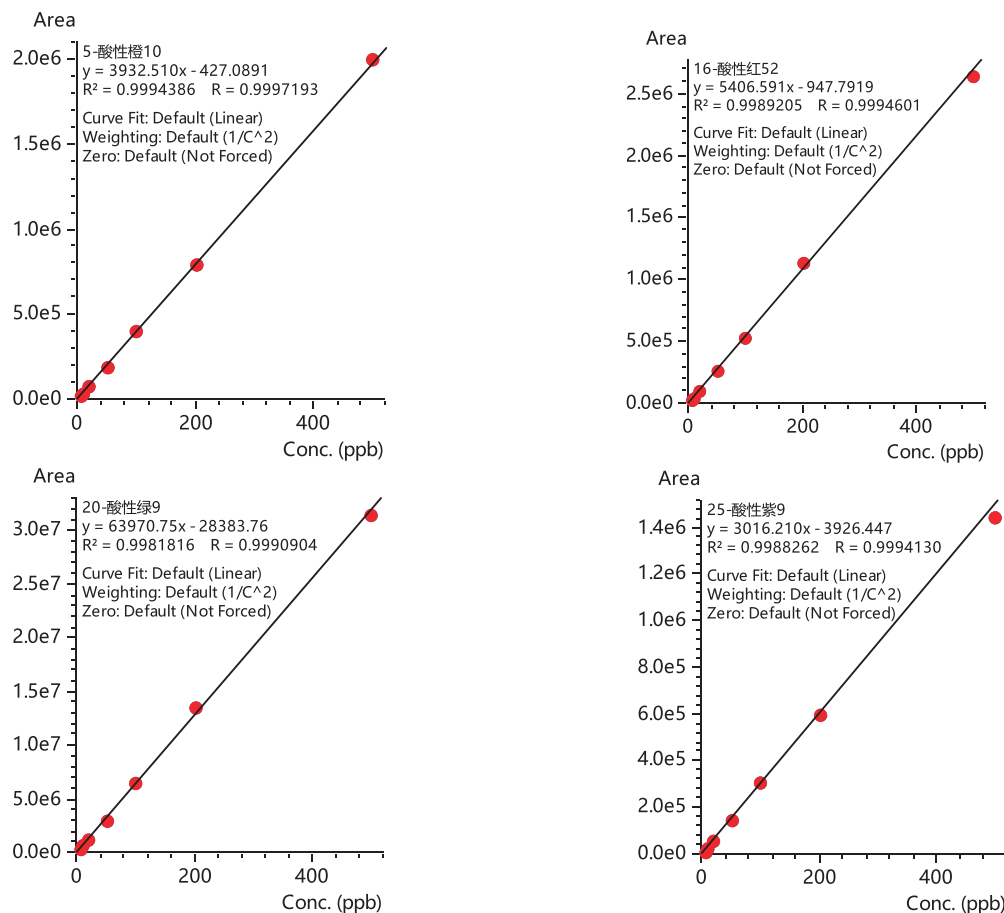 Area
5-酸性橙10
y = 3932.510x - 427.0891
R² = 0.9994386 R = 0.9997193
Curve Fit: Default (Linear)
Weighting: Default (1/C^2)
Zero: Default (Not Forced)
2.0e6
1.5e6
1.0e6
5.0e5
0.0e0
0
200
400
Conc. (ppb)
Area
16-酸性红52
y = 5406.591x - 947.7919
R² = 0.9989205 R = 0.9994601
Curve Fit: Default (Linear)
Weighting: Default (1/C^2)
Zero: Default (Not Forced)
2.5e6
2.0e6
1.5e6
1.0e6
5.0e5
0.0e0
0
200
400
Conc. (ppb)
Area
20-酸性绿9
y = 63970.75x - 28383.76
R² = 0.9981816 R = 0.9990904
Curve Fit: Default (Linear)
Weighting: Default (1/C^2)
Zero: Default (Not Forced)
3.0e7
2.5e7
2.0e7
1.5e7
1.0e7
5.0e6
0.0e0
0
200
400
Conc. (ppb)
Area
25-酸性紫9
y = 3016.210x - 3926.447
R² = 0.9988262 R = 0.9994130
Curve Fit: Default (Linear)
Weighting: Default (1/C^2)
Zero: Default (Not Forced)
1.4e6
1.2e6
1.0e6
8.0e5
6.0e5
4.0e5
2.0e5
0.0e0
0
200
400
Conc. (ppb)